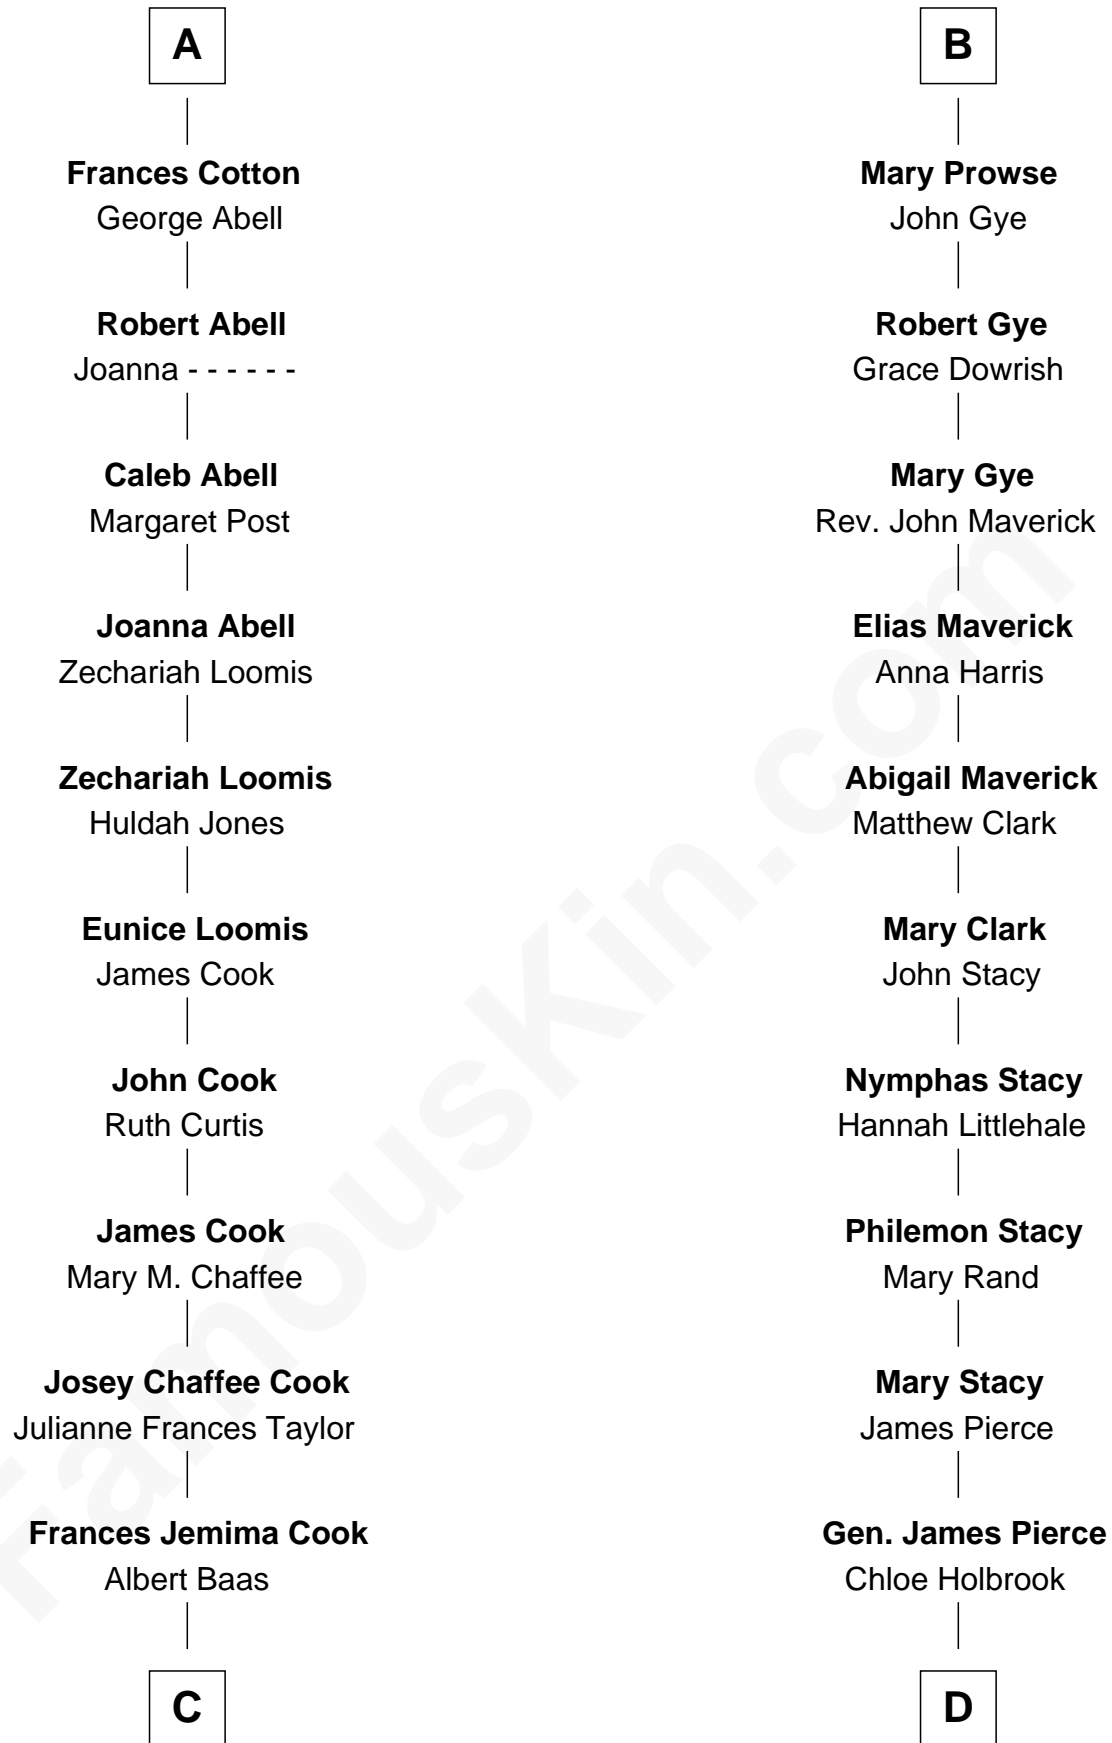 A
Frances Cotton
George Abell
Robert Abell
Joanna - - - - - -
Caleb Abell
Margaret Post
Joanna Abell
Zechariah Loomis
Zechariah Loomis
Huldah Jones
Eunice Loomis
James Cook
John Cook
Ruth Curtis
James Cook
Mary M. Chaffee
Josey Chaffee Cook
Julianne Frances Taylor
Frances Jemima Cook
Albert Baas
C
B
Mary Prowse
John Gye
Robert Gye
Grace Dowrish
Mary Gye
Rev. John Maverick
Elias Maverick
Anna Harris
Abigail Maverick
Matthew Clark
Mary Clark
John Stacy
Nymphas Stacy
Hannah Littlehale
Philemon Stacy
Mary Rand
Mary Stacy
James Pierce
Gen. James Pierce
Chloe Holbrook
D
FamousKin.com